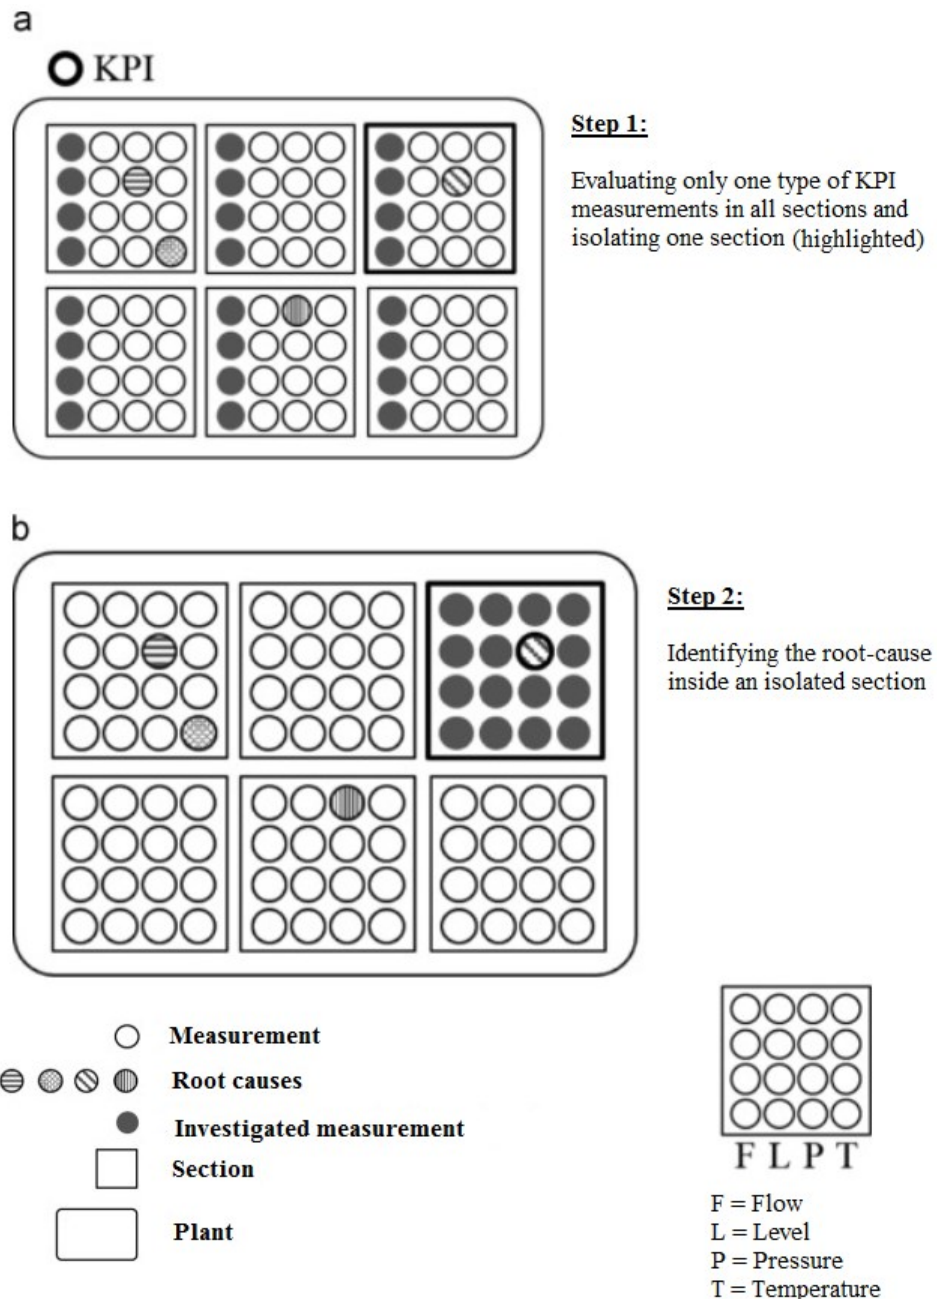 a
KPI
Step 1:
Evaluating only one type of KPI
measurements in all sections and
isolating one section (highlighted)
b
Step 2:
Identifying the root-cause
inside an isolated section
Measurement
Root causes
Investigated measurement
Section
Plant
F L P T
F = Flow
L = Level
P = Pressure
T = Temperature